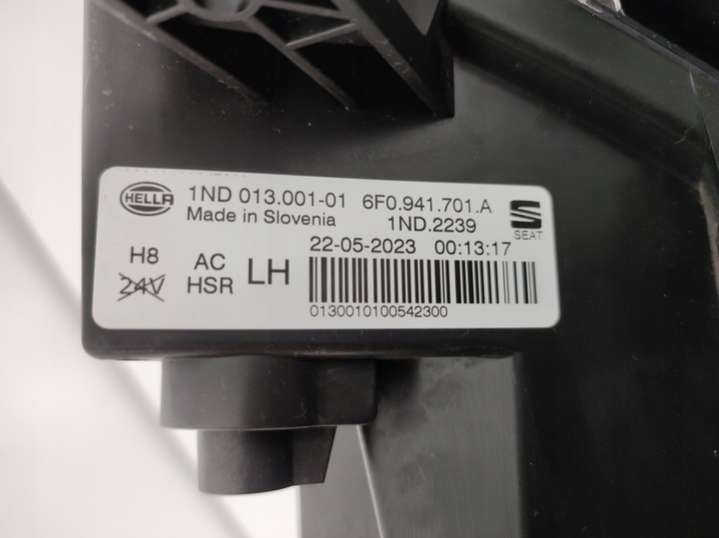 HELLA 1ND 013.001-01 6F0.941.701.A
Made in Slovenia 1ND.2239
SEAT
22-05-2023 00:13:17
H8 AC LH
24V HSR
0130010100542300